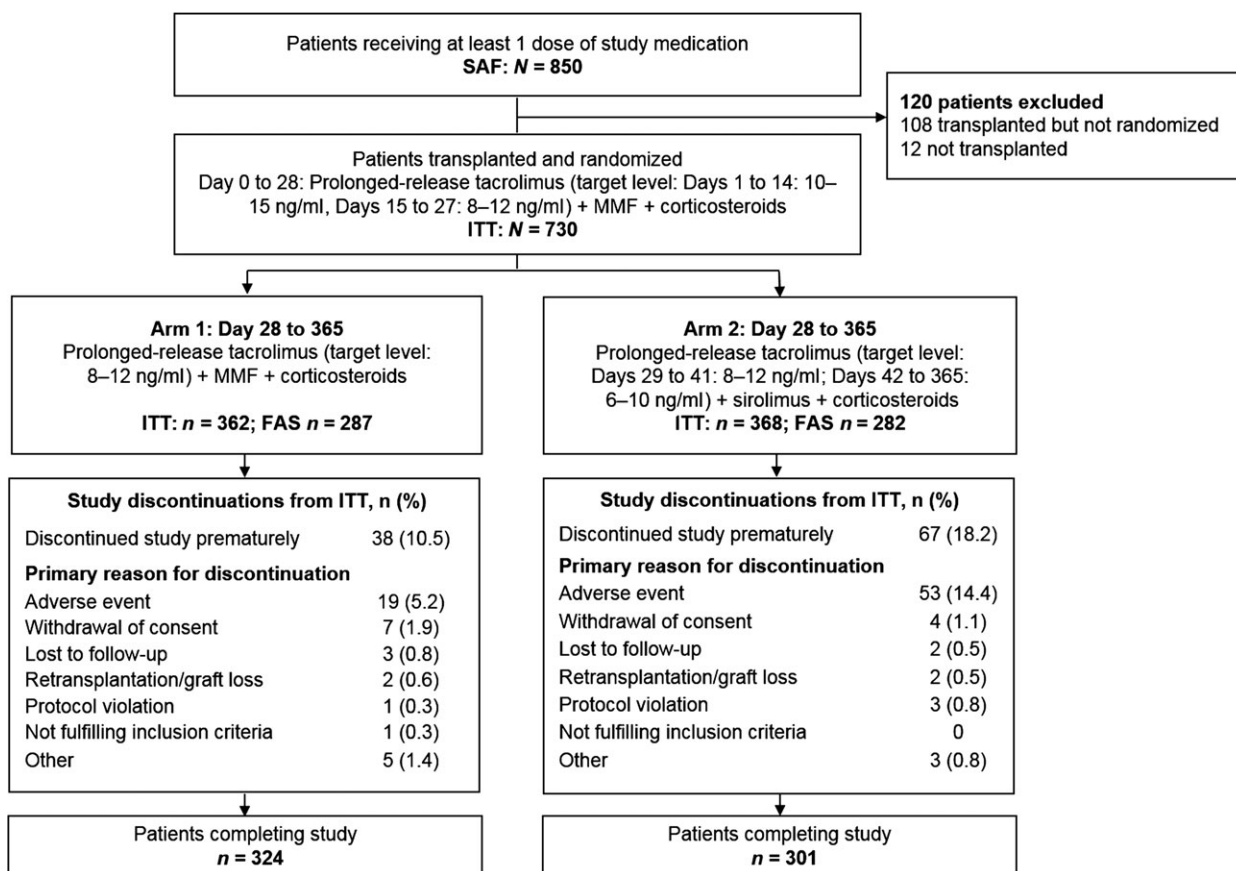 Patients receiving at least 1 dose of study medication
SAF: N = 850
120 patients excluded
108 transplanted but not randomized
12 not transplanted
Patients transplanted and randomized
Day 0 to 28: Prolonged-release tacrolimus (target level: Days 1 to 14: 10–
15 ng/ml, Days 15 to 27: 8–12 ng/ml) + MMF + corticosteroids
ITT: N = 730
Arm 1: Day 28 to 365
Prolonged-release tacrolimus (target level:
8–12 ng/ml) + MMF + corticosteroids
ITT: n = 362; FAS n = 287
Arm 2: Day 28 to 365
Prolonged-release tacrolimus (target level:
Days 29 to 41: 8–12 ng/ml; Days 42 to 365:
6–10 ng/ml) + sirolimus + corticosteroids
ITT: n = 368; FAS n = 282
Study discontinuations from ITT, n (%)
Discontinued study prematurely 38 (10.5)
Primary reason for discontinuation
Adverse event 19 (5.2)
Withdrawal of consent 7 (1.9)
Lost to follow-up 3 (0.8)
Retransplantation/graft loss 2 (0.6)
Protocol violation 1 (0.3)
Not fulfilling inclusion criteria 1 (0.3)
Other 5 (1.4)
Study discontinuations from ITT, n (%)
Discontinued study prematurely 67 (18.2)
Primary reason for discontinuation
Adverse event 53 (14.4)
Withdrawal of consent 4 (1.1)
Lost to follow-up 2 (0.5)
Retransplantation/graft loss 2 (0.5)
Protocol violation 3 (0.8)
Not fulfilling inclusion criteria 0
Other 3 (0.8)
Patients completing study
n = 324
Patients completing study
n = 301